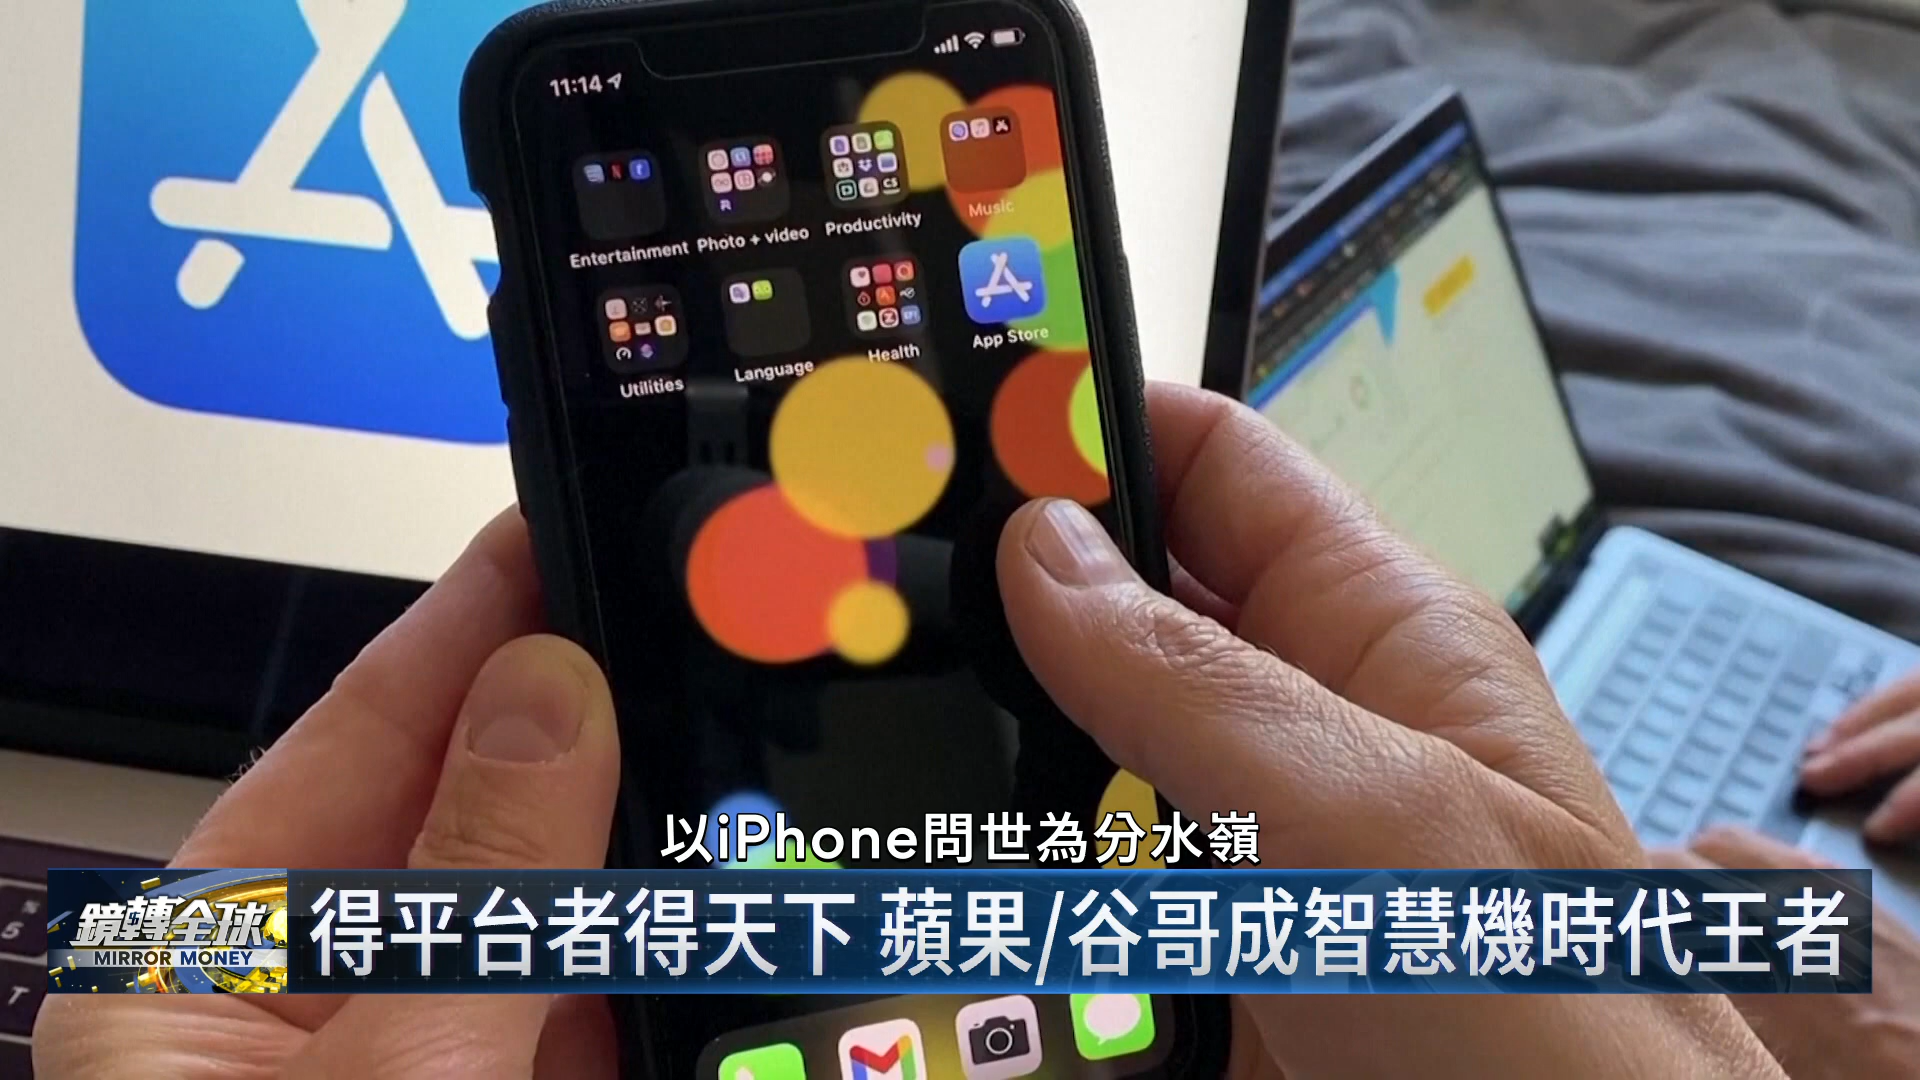 11:14
Entertainment
Photo + video
Productivity
Music
Utilities
Language
Health
App Store
以iPhone問世為分水嶺
鏡轉全球
MIRROR MONEY
得平台者得天下 蘋果/谷哥成智慧機時代王者
%
5
T